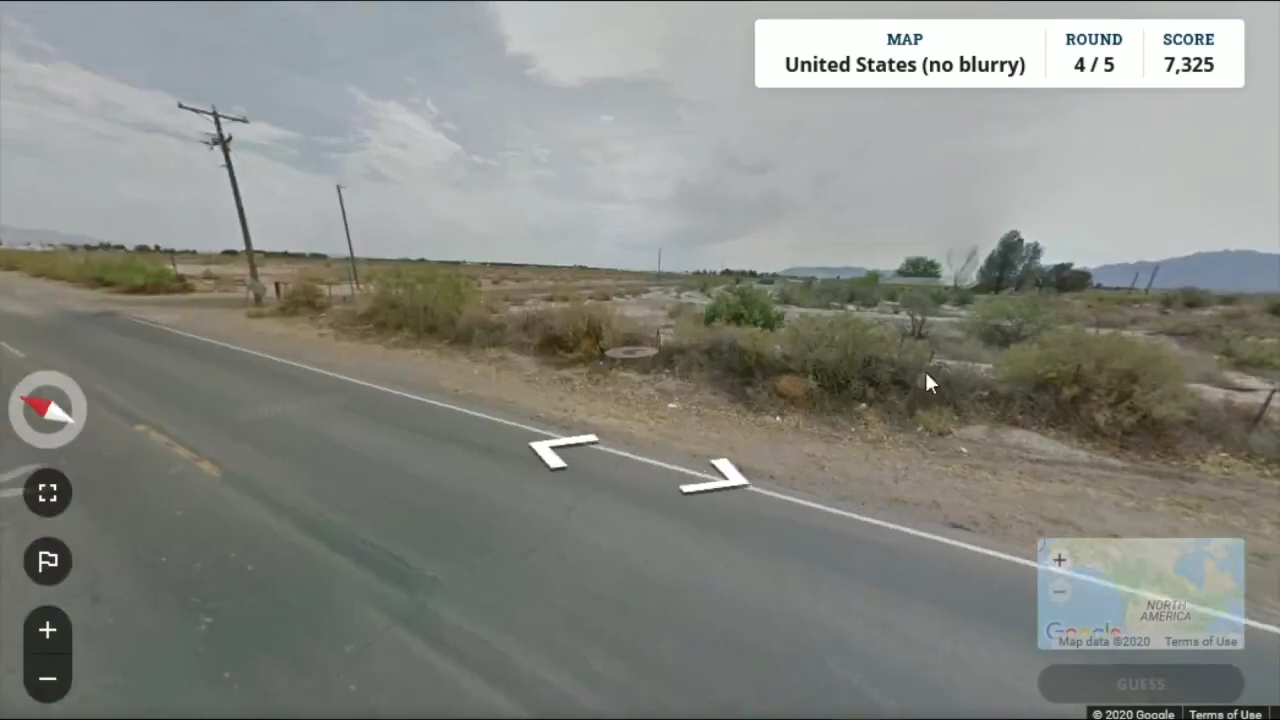 MAP
United States (no blurry)
ROUND
4 / 5
SCORE
7,325
+
−
NORTH
AMERICA
Google
Map data ©2020 Terms of Use
+
−
GUESS
© 2020 Google Terms of Use